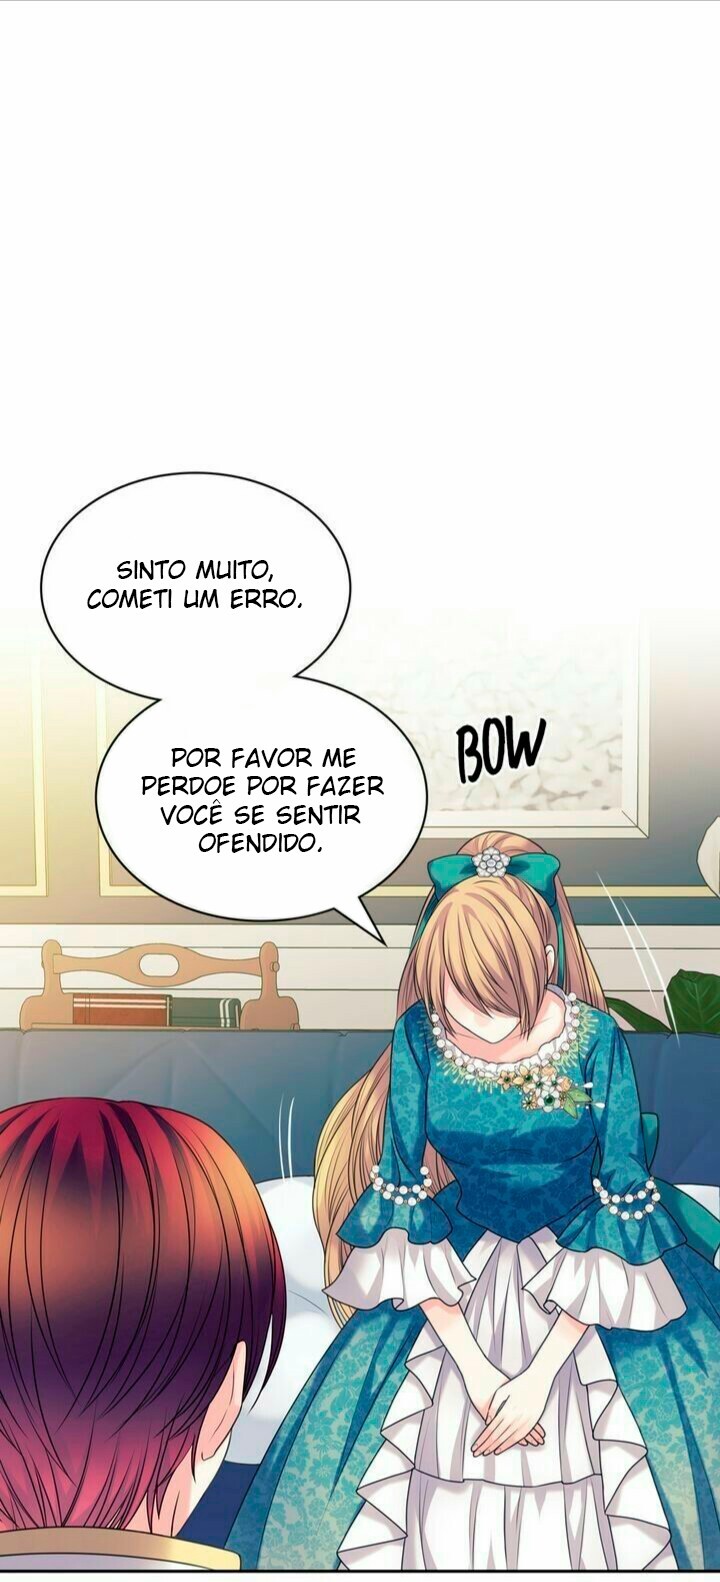 SINTO MUITO,
COMETI UM ERRO.
POR FAVOR ME
PERDOE POR FAZER
VOCÊ SE SENTIR
OFENDIDO.
BOW